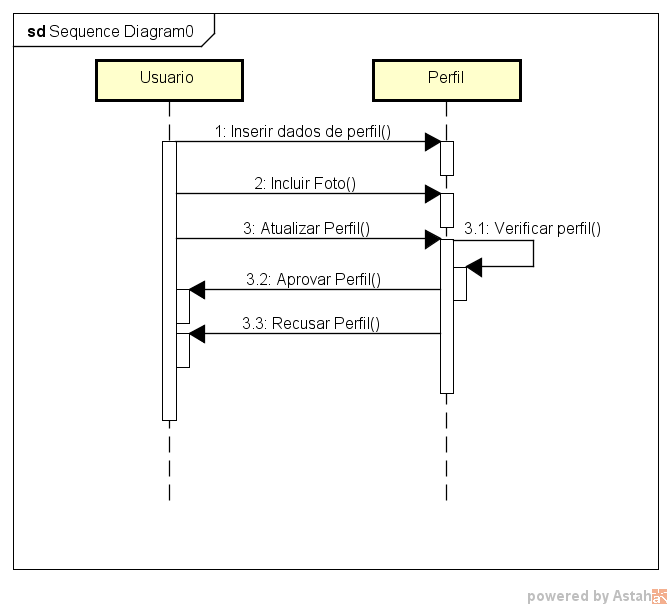 sd Sequence Diagram0
Usuario
Perfil
1: Inserir dados de perfil()
2: Incluir Foto()
3: Atualizar Perfil()
3.1: Verificar perfil()
3.2: Aprovar Perfil()
3.3: Recusar Perfil()
powered by Astah